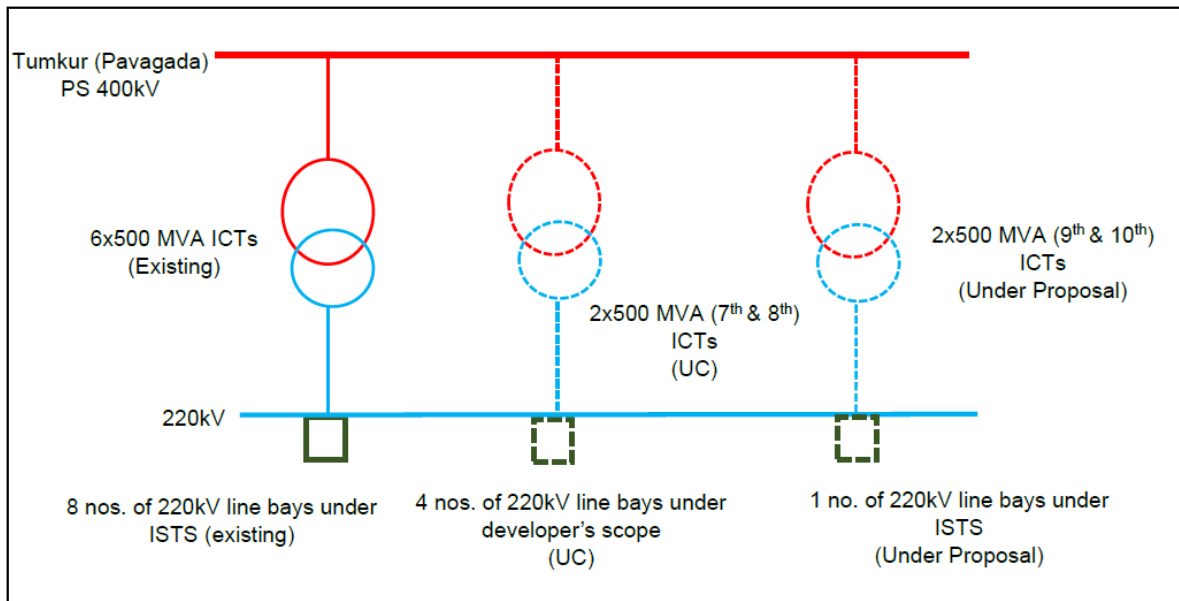 Tumkur (Pavagada)
PS 400kV
6x500 MVA ICTs
(Existing)
2x500 MVA (7th & 8th)
ICTs
(UC)
2x500 MVA (9th & 10th)
ICTs
(Under Proposal)
220kV
8 nos. of 220kV line bays under
ISTS (existing)
4 nos. of 220kV line bays under
developer's scope
(UC)
1 no. of 220kV line bays under
ISTS
(Under Proposal)